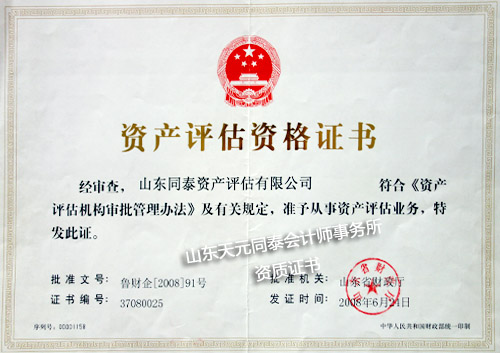 资产评估资格证书
经审查，山东同泰资产评估有限公司 符合《资产
评估机构审批管理办法》及有关规定，准予从事资产评估业务，特
发此证。
山东天元同泰会计师事务所
资质证书
批准文号：鲁财企[2008]91号 批准机关：山东省财政厅
证书编号：37080025 发证时间：2008年6月24日
序列号：00001158 中华人民共和国财政部统一印制